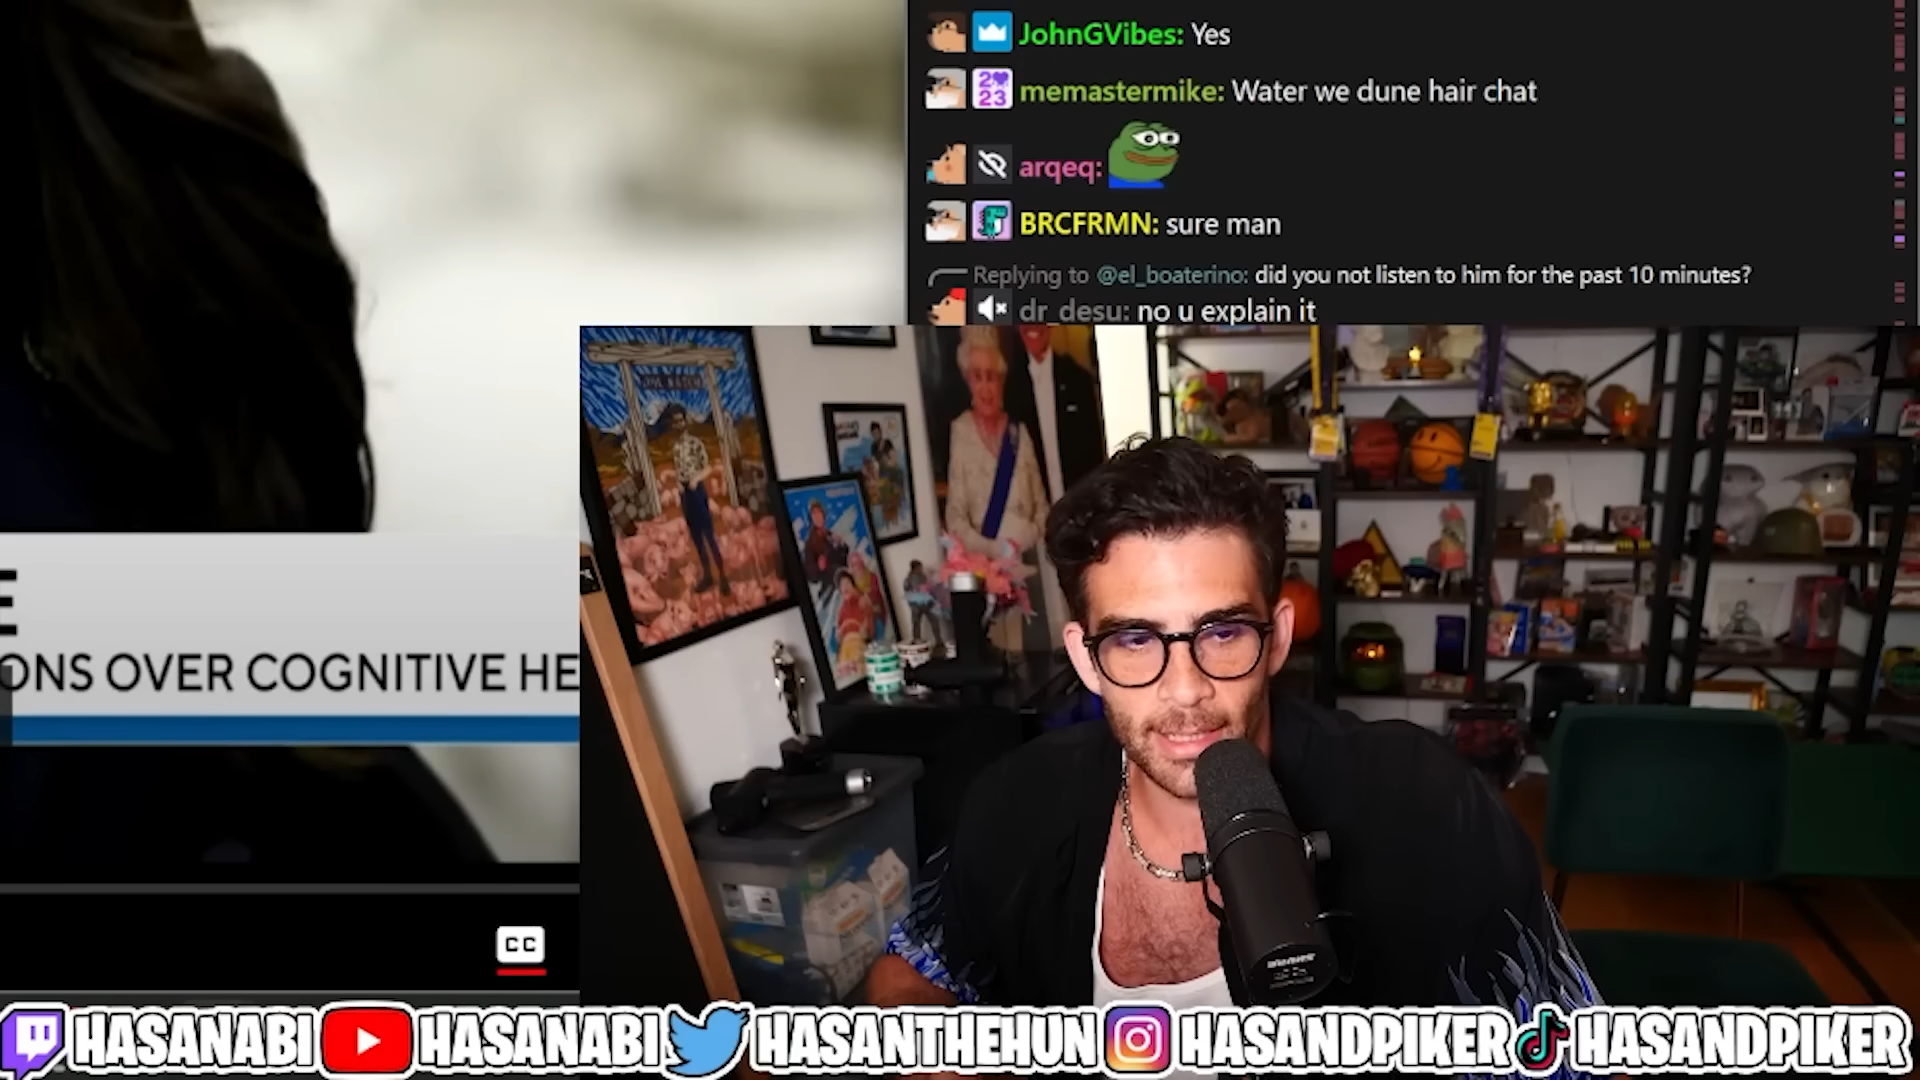 JohnGVibes: Yes
memastermike: Water we dune hair chat
arqeq:
BRCFRMN: sure man
Replying to @el_boaterino: did you not listen to him for the past 10 minutes?
dr_desu: no u explain it
E
ONS OVER COGNITIVE HE
CC
HASANABI HASANABI HASANTHEHUN HASANDPIKER HASANDPIKER